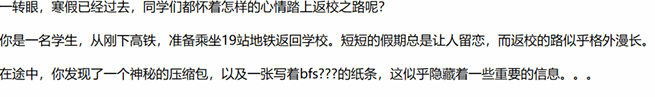 一转眼，寒假已经过去，同学们都怀着怎样的心情踏上返校之路呢？
你是一名学生，从刚下高铁，准备乘坐19站地铁返回学校。短短的假期总是让人留恋，而返校的路似乎格外漫长。
在途中，你发现了一个神秘的压缩包，以及一张写着bfs???的纸条，这似乎隐藏着一些重要的信息。。。